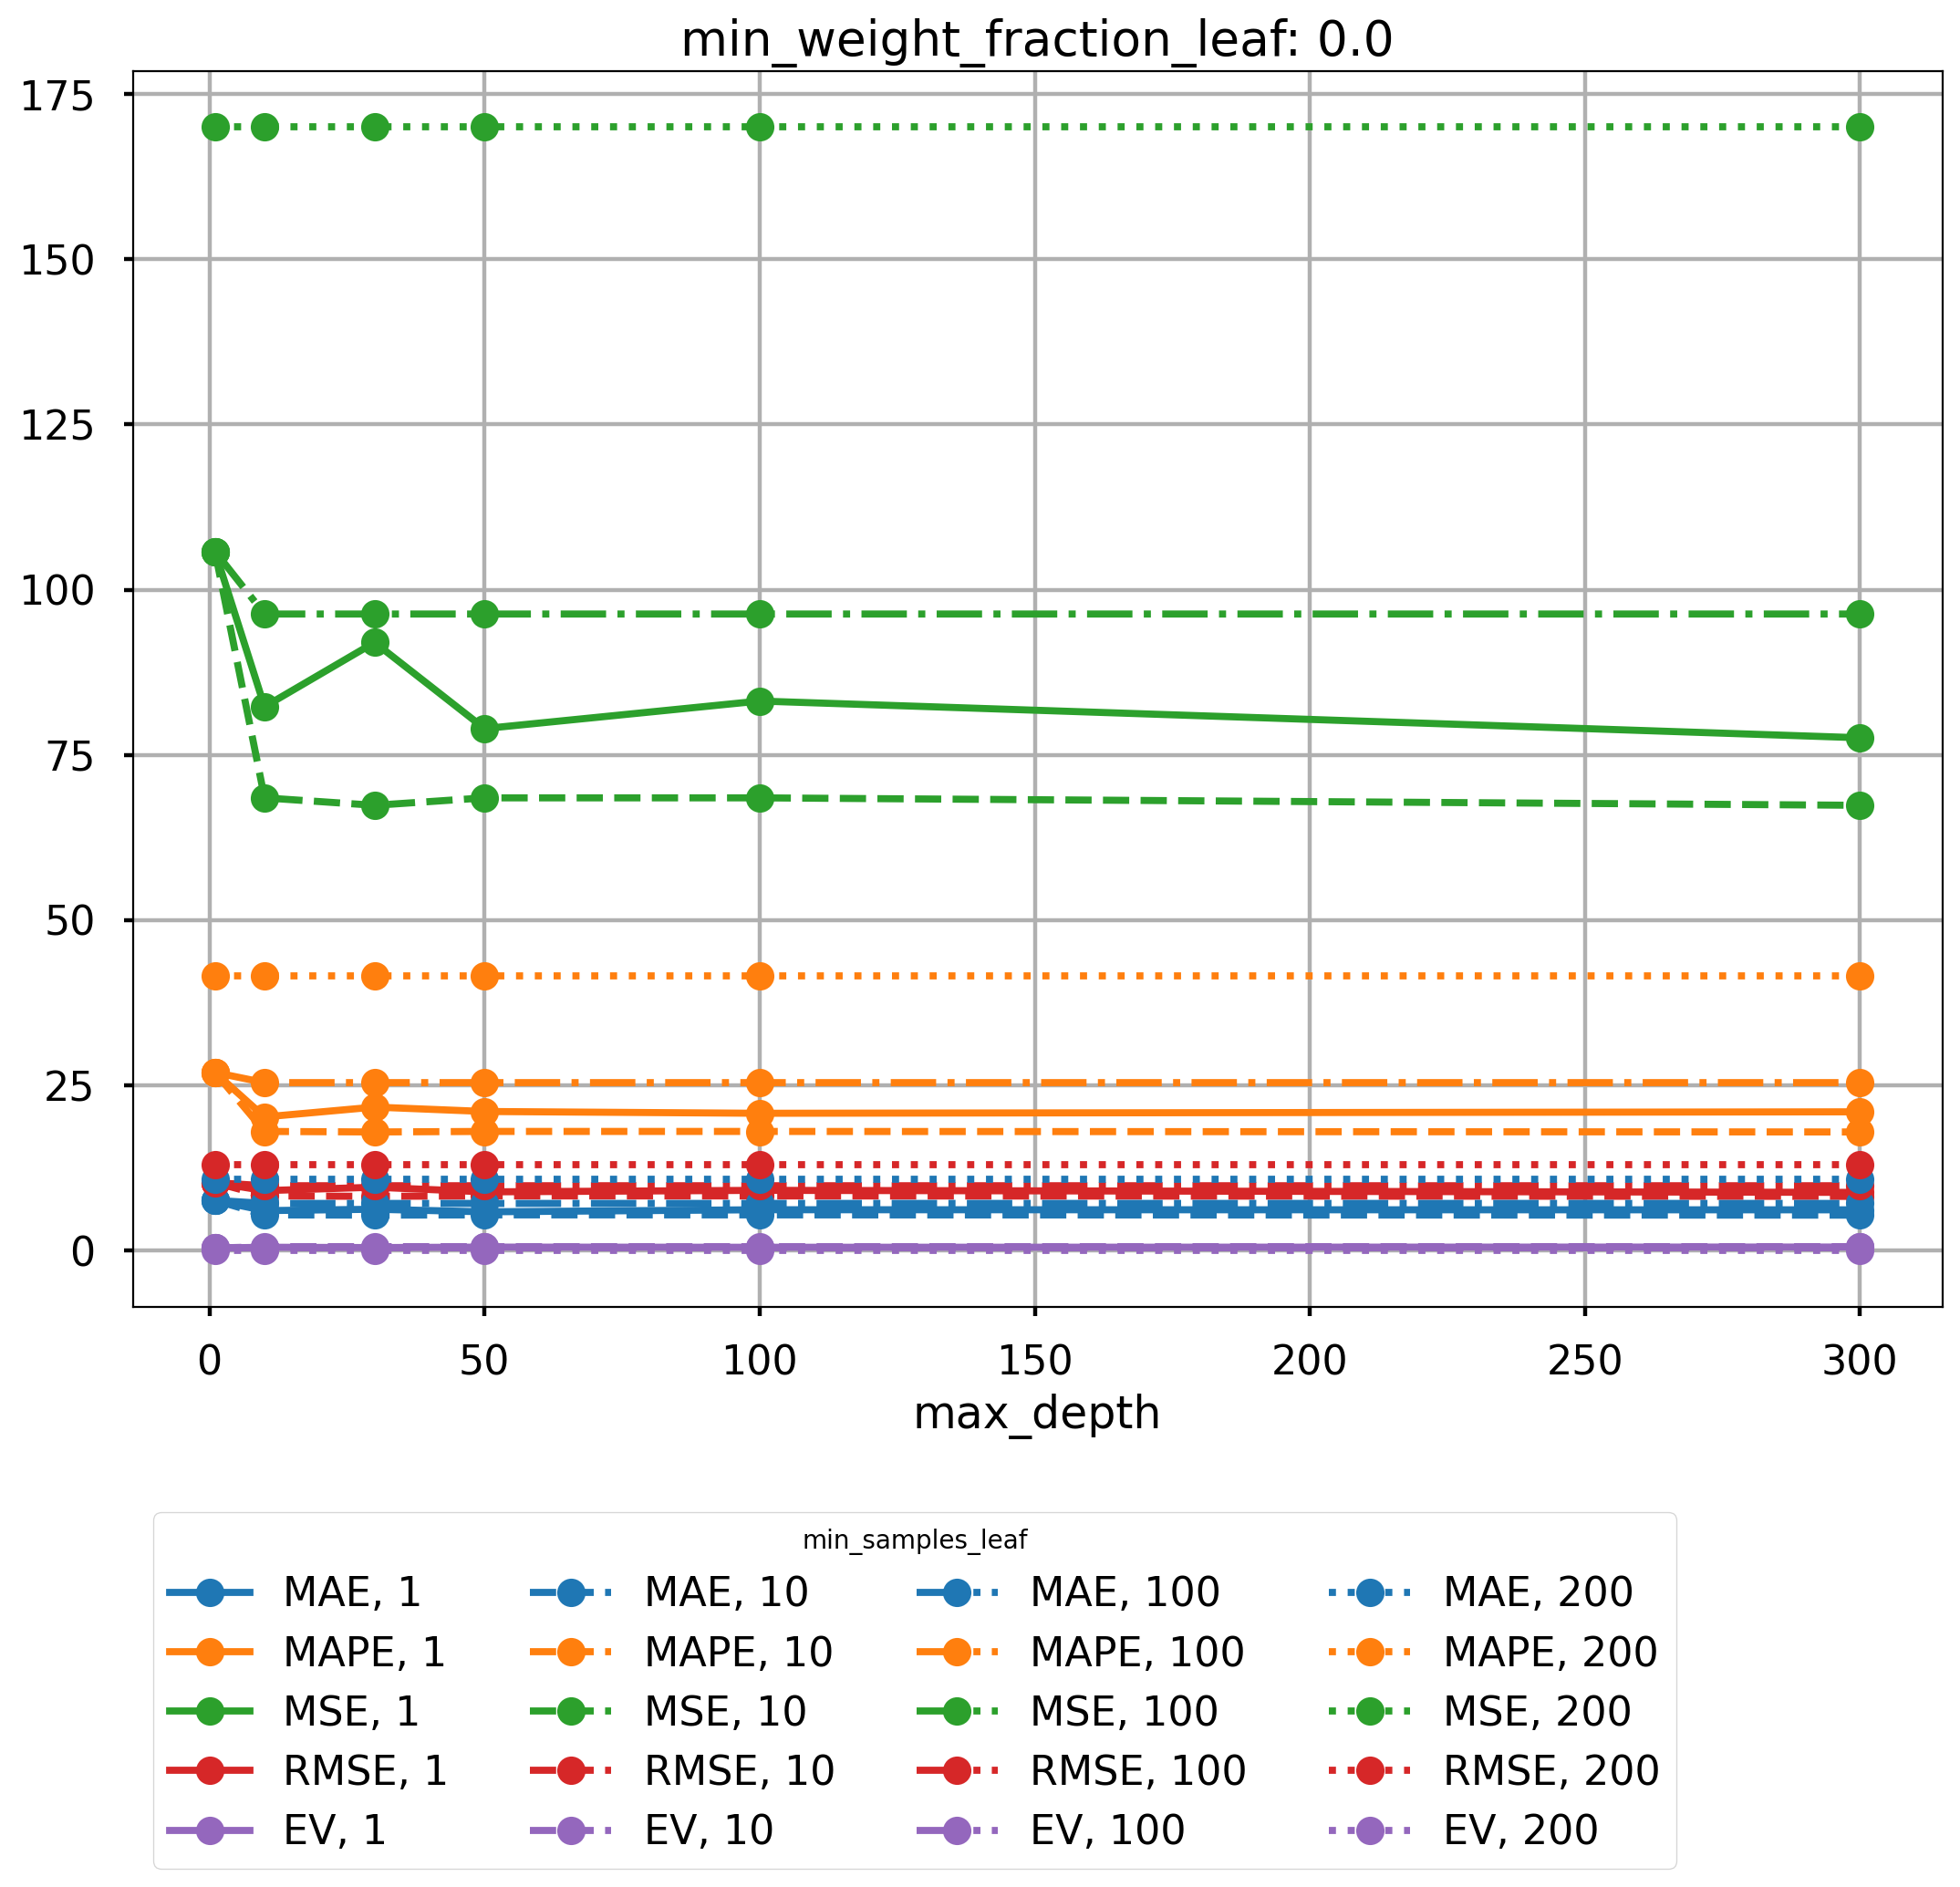 min_weight_fraction_leaf: 0.0
175
150
125
100
75
50
25
0
0 50 100 150 200 250 300
max_depth
min_samples_leaf
MAE, 1 MAE, 10 MAE, 100 MAE, 200
MAPE, 1 MAPE, 10 MAPE, 100 MAPE, 200
MSE, 1 MSE, 10 MSE, 100 MSE, 200
RMSE, 1 RMSE, 10 RMSE, 100 RMSE, 200
EV, 1 EV, 10 EV, 100 EV, 200